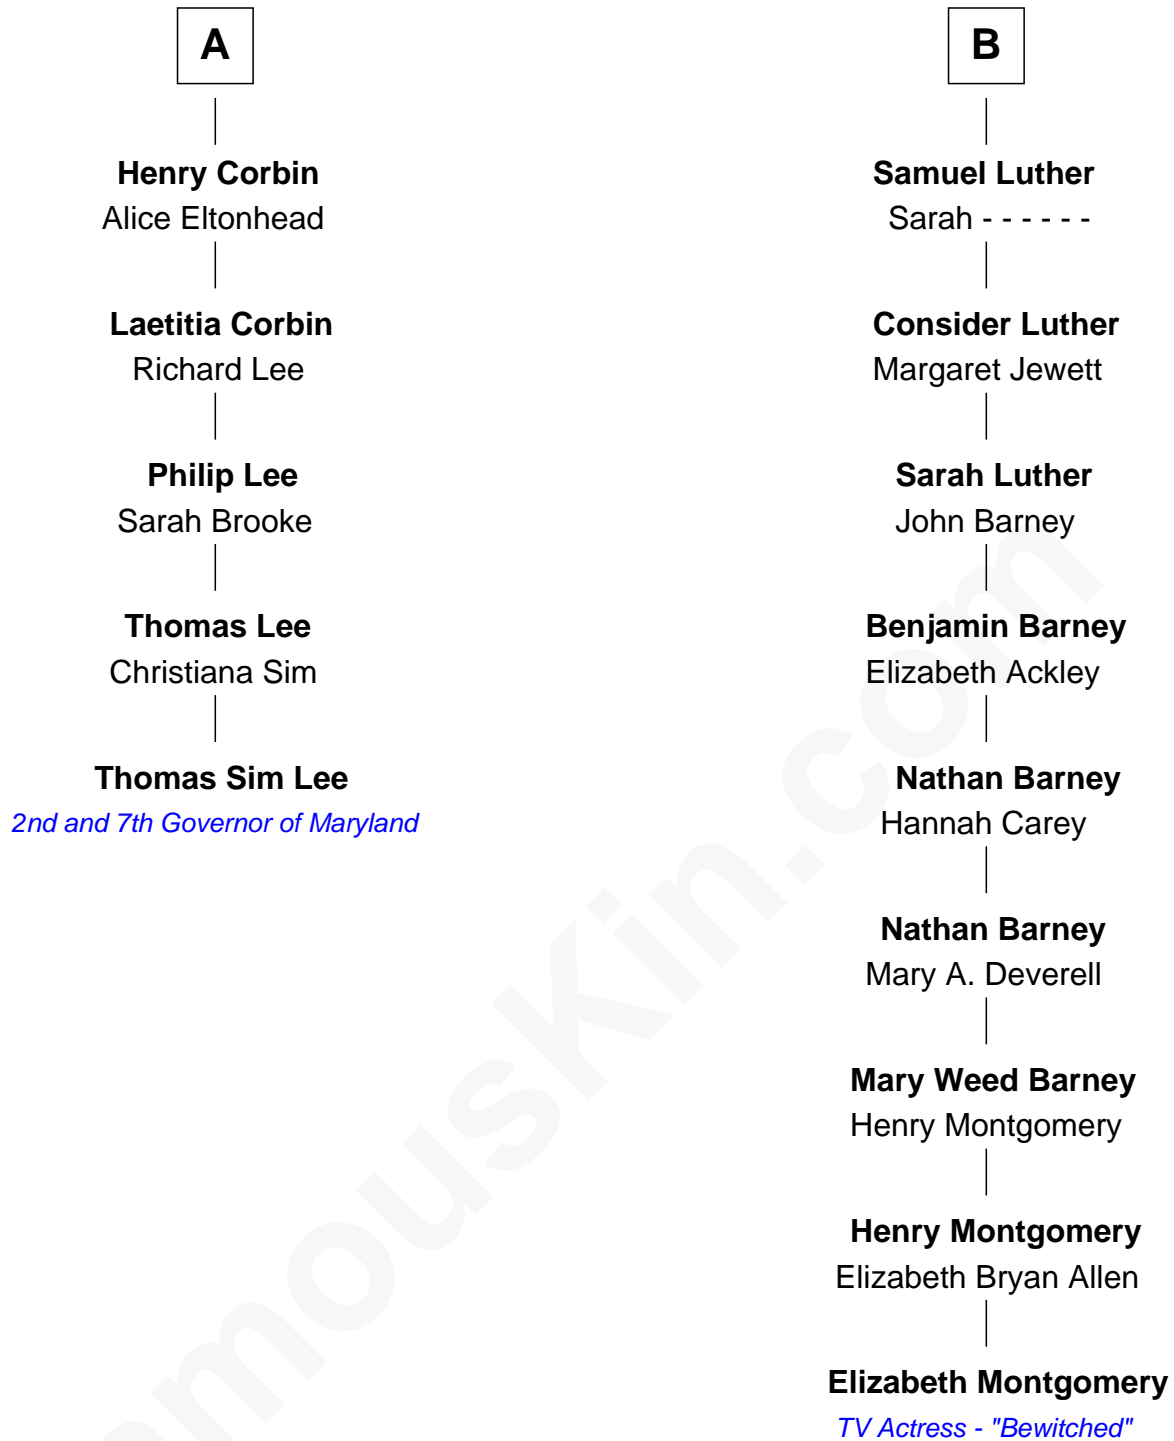 A
Henry Corbin
Alice Eltonhead
Laetitia Corbin
Richard Lee
Philip Lee
Sarah Brooke
Thomas Lee
Christiana Sim
Thomas Sim Lee
2nd and 7th Governor of Maryland
B
Samuel Luther
Sarah - - - - - -
Consider Luther
Margaret Jewett
Sarah Luther
John Barney
Benjamin Barney
Elizabeth Ackley
Nathan Barney
Hannah Carey
Nathan Barney
Mary A. Deverell
Mary Weed Barney
Henry Montgomery
Henry Montgomery
Elizabeth Bryan Allen
Elizabeth Montgomery
TV Actress - "Bewitched"
amouskin.com